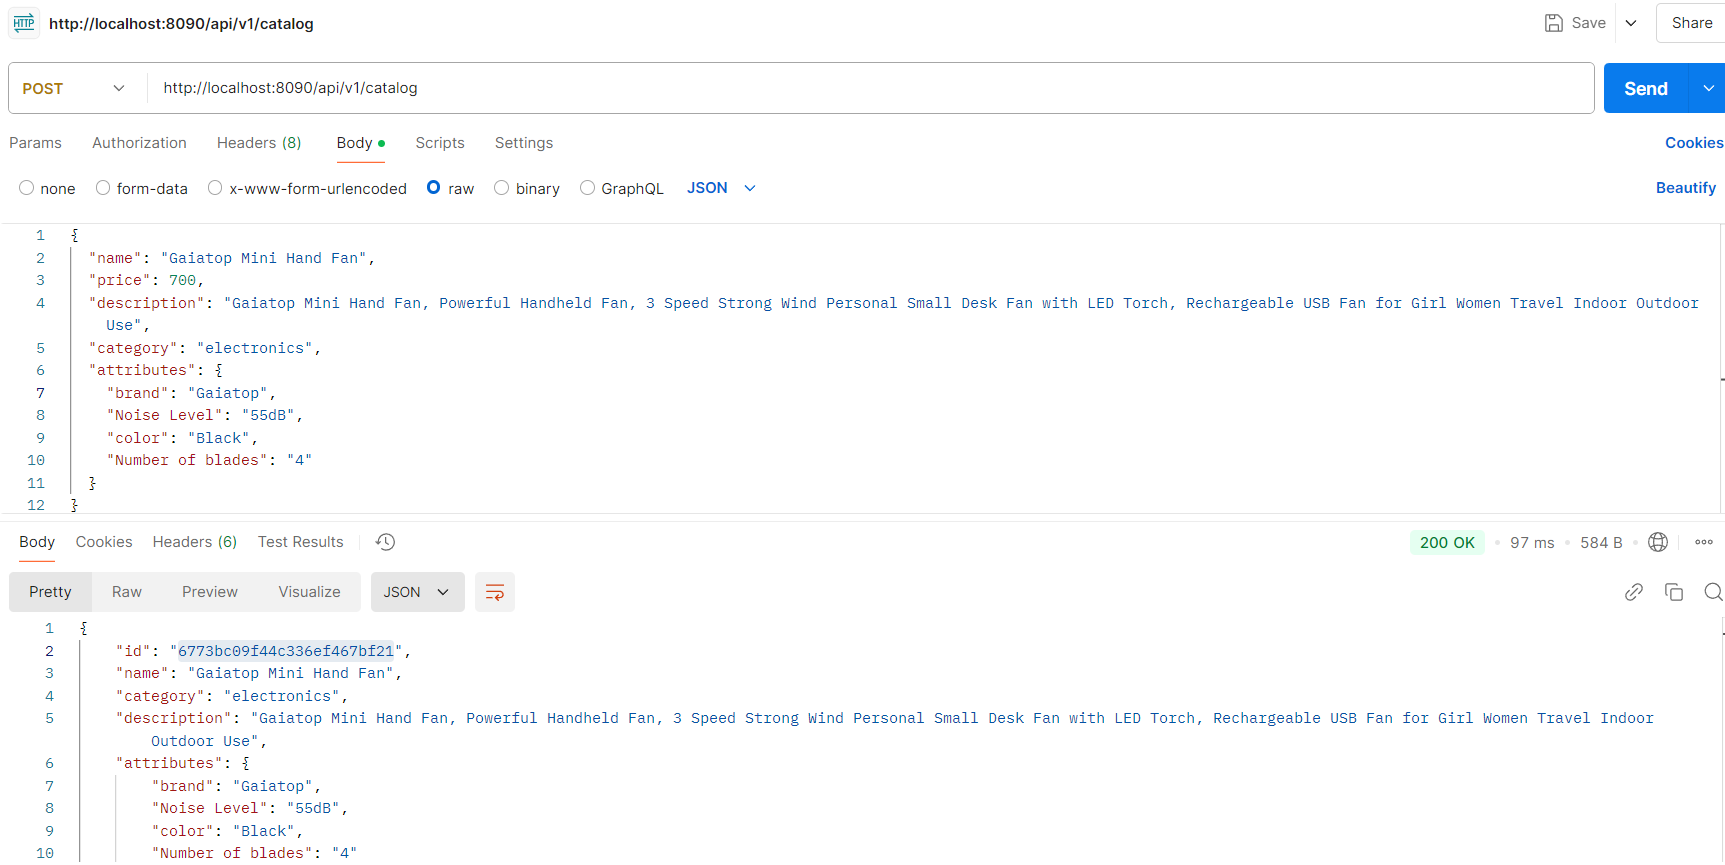 HTTP http://localhost:8090/api/v1/catalog Save Share
POST http://localhost:8090/api/v1/catalog Send
Params Authorization Headers (8) Body Scripts Settings Cookies
none form-data x-www-form-urlencoded raw binary GraphQL JSON Beautify
1 {
2 "name": "Gaiatop Mini Hand Fan",
3 "price": 700,
4 "description": "Gaiatop Mini Hand Fan, Powerful Handheld Fan, 3 Speed Strong Wind Personal Small Desk Fan with LED Torch, Rechargeable USB Fan for Girl Women Travel Indoor Outdoor
Use",
5 "category": "electronics",
6 "attributes": {
7 "brand": "Gaiatop",
8 "Noise Level": "55dB",
9 "color": "Black",
10 "Number of blades": "4"
11 }
12 }
Body Cookies Headers (6) Test Results 200 OK • 97 ms • 584 B •
Pretty Raw Preview Visualize JSON
1 {
2 "id": "6773bc09f44c336ef467bf21",
3 "name": "Gaiatop Mini Hand Fan",
4 "category": "electronics",
5 "description": "Gaiatop Mini Hand Fan, Powerful Handheld Fan, 3 Speed Strong Wind Personal Small Desk Fan with LED Torch, Rechargeable USB Fan for Girl Women Travel Indoor
Outdoor Use",
6 "attributes": {
7 "brand": "Gaiatop",
8 "Noise Level": "55dB",
9 "color": "Black",
10 "Number of blades": "4"